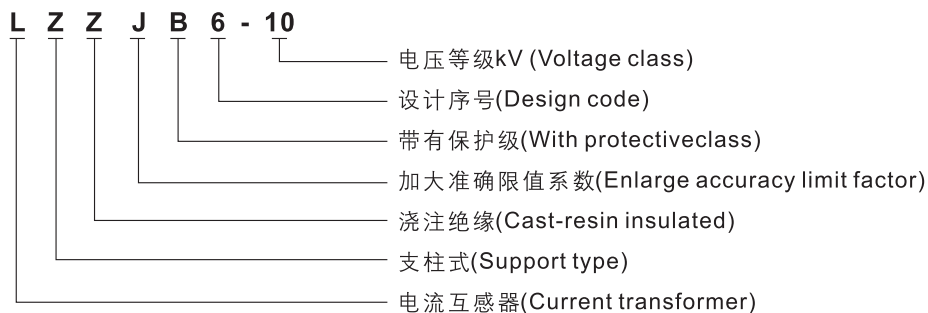 LZZJB6-10
电压等级kV (Voltage class)
设计序号(Design code)
带有保护级(With protectiveclass)
加大准确限值系数(Enlarge accuracy limit factor)
浇注绝缘(Cast-resin insulated)
支柱式(Support type)
电流互感器(Current transformer)